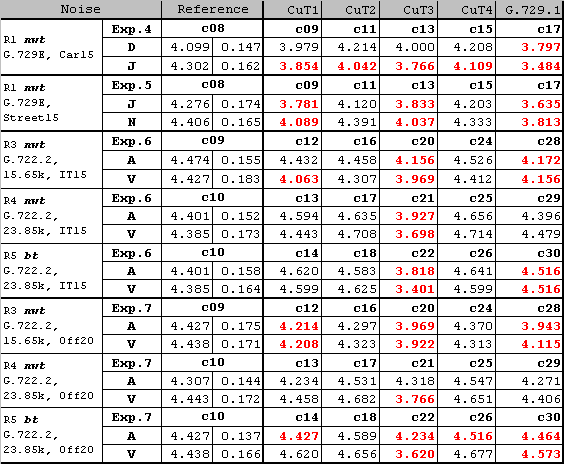 Noise Reference CuT1 CuT2 CuT3 CuT4 G.729.1
R1 nwt G.729E, Car15 Exp.4 c08 c09 c11 c13 c15 c17
D 4.099 0.147 3.979 4.214 4.000 4.208 3.797
J 4.302 0.162 3.854 4.042 3.766 4.109 3.484
R1 nwt G.729E, Street15 Exp.5 c08 c09 c11 c13 c15 c17
J 4.276 0.174 3.781 4.120 3.833 4.203 3.635
N 4.406 0.165 4.089 4.391 4.037 4.333 3.813
R3 nwt G.722.2, 15.65k, IT15 Exp.6 c09 c12 c16 c20 c24 c28
A 4.474 0.155 4.432 4.458 4.156 4.526 4.172
V 4.427 0.183 4.063 4.307 3.969 4.412 4.156
R4 nwt G.722.2, 23.85k, IT15 Exp.6 c10 c13 c17 c21 c25 c29
A 4.401 0.152 4.594 4.635 3.927 4.656 4.396
V 4.385 0.173 4.443 4.708 3.698 4.714 4.479
R5 bt G.722.2, 23.85k, IT15 Exp.6 c10 c14 c18 c22 c26 c30
A 4.401 0.158 4.620 4.583 3.818 4.641 4.516
V 4.385 0.164 4.599 4.625 3.401 4.599 4.516
R3 nwt G.722.2, 15.65k, Off20 Exp.7 c09 c12 c16 c20 c24 c28
A 4.427 0.175 4.214 4.297 3.969 4.370 3.943
V 4.438 0.171 4.208 4.323 3.922 4.313 4.115
R4 nwt G.722.2, 23.85k, Off20 Exp.7 c10 c13 c17 c21 c25 c29
A 4.307 0.144 4.234 4.531 4.318 4.547 4.271
V 4.443 0.172 4.458 4.682 3.766 4.651 4.406
R5 bt G.722.2, 23.85k, Off20 Exp.7 c10 c14 c18 c22 c26 c30
A 4.427 0.137 4.427 4.589 4.234 4.516 4.464
V 4.438 0.166 4.620 4.656 3.620 4.677 4.573